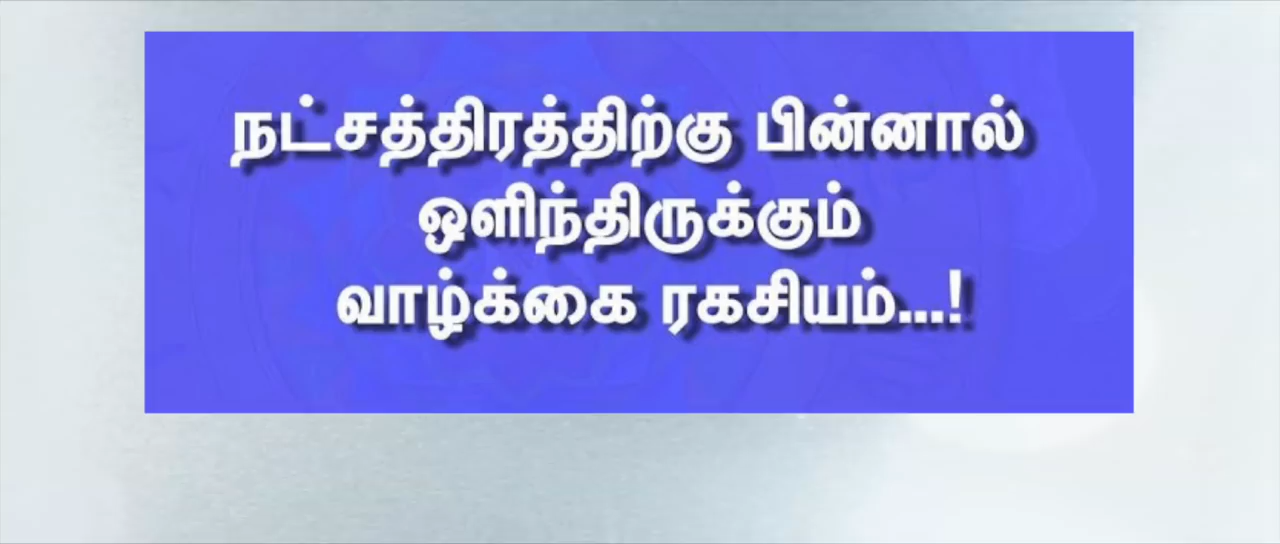 நட்சத்திரத்திற்கு பின்னால்
ஒளிந்திருக்கும்
வாழ்க்கை ரகசியம்...!